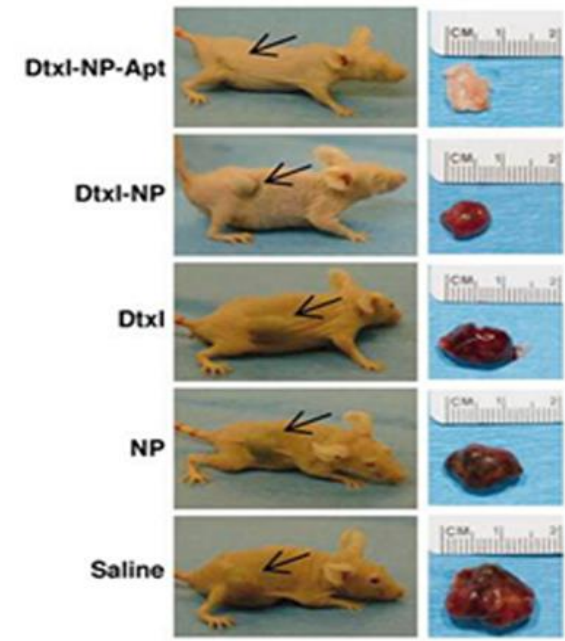 Dtxl-NP-Apt
CM 1 2
Dtxl-NP
CM 1 2
Dtxl
CM 1 2
NP
CM 1 2
Saline
CM 1 2